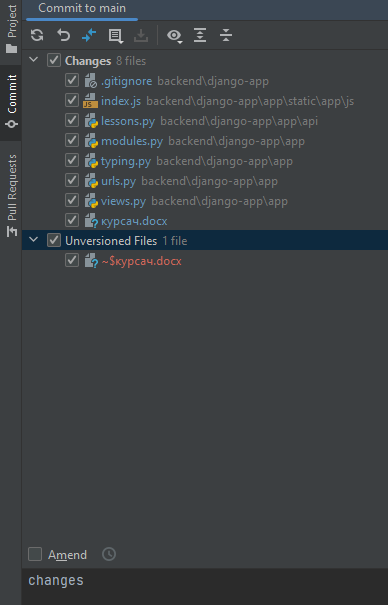 Commit to main
Project
Commit
Pull Requests
Changes 8 files
.gitignore backend\django-app
index.js backend\django-app\app\static\app\js
lessons.py backend\django-app\app\api
modules.py backend\django-app\app
typing.py backend\django-app\app
urls.py backend\django-app\app
views.py backend\django-app\app
курсач.docx
Unversioned Files 1 file
~$курсач.docx
Amend
changes